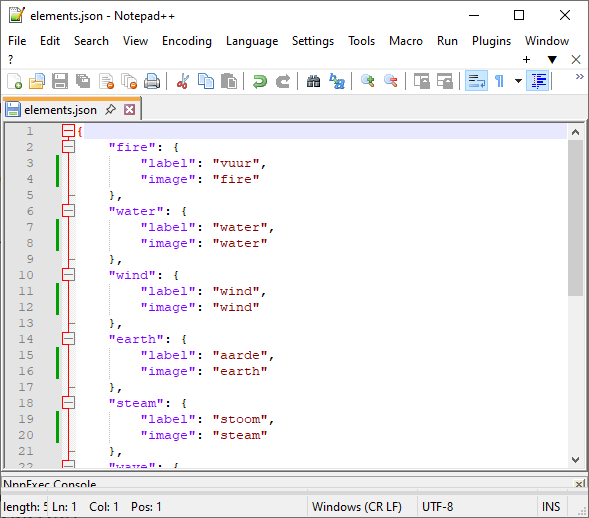 elements.json - Notepad++
File Edit Search View Encoding Language Settings Tools Macro Run Plugins Window
? + ▼ X
elements.json
1 {
2 "fire": {
3 "label": "vuur",
4 "image": "fire"
5 },
6 "water": {
7 "label": "water",
8 "image": "water"
9 },
10 "wind": {
11 "label": "wind",
12 "image": "wind"
13 },
14 "earth": {
15 "label": "aarde",
16 "image": "earth"
17 },
18 "steam": {
19 "label": "stoom",
20 "image": "steam"
21 },
22 "wave": {
NppExec Console
length: 5 Ln: 1 Col: 1 Pos: 1 Windows (CR LF) UTF-8 INS